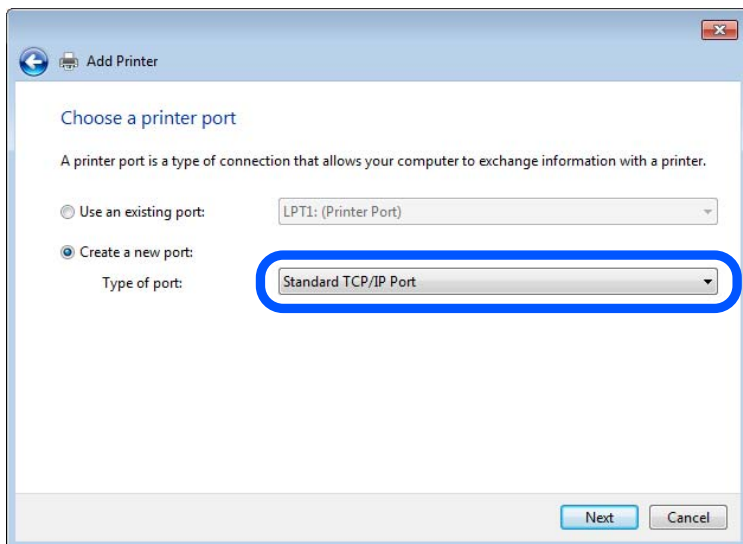 Add Printer
Choose a printer port
A printer port is a type of connection that allows your computer to exchange information with a printer.
Use an existing port: LPT1: (Printer Port)
Create a new port:
Type of port: Standard TCP/IP Port
Next Cancel